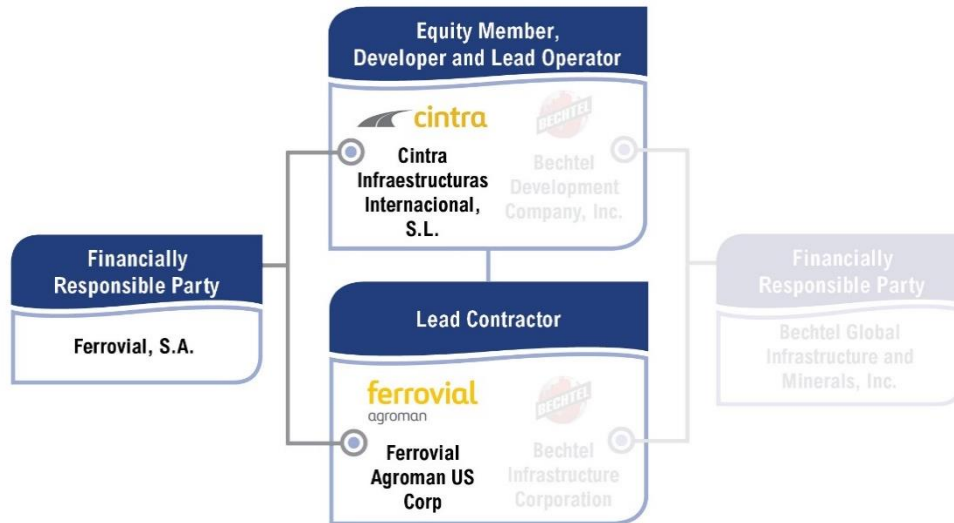 Equity Member,
Developer and Lead Operator
cintra
BECHTEL
Cintra
Infraestructuras
Internacional,
S.L.
Bechtel
Development
Company, Inc.
Financially
Responsible Party
Ferrovial, S.A.
Financially
Responsible Party
Bechtel Global
Infrastructure and
Minerals, Inc.
Lead Contractor
ferrovial
agroman
BECHTEL
Ferrovial
Agroman US
Corp
Bechtel
Infrastructure
Corporation